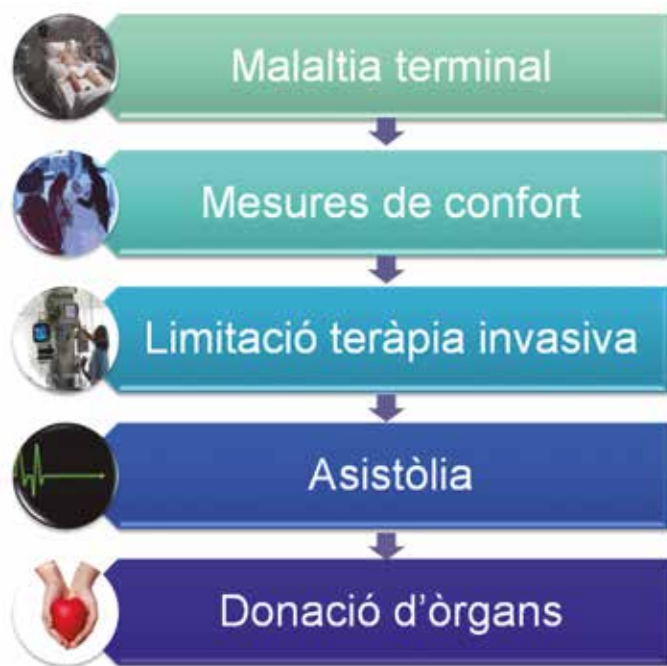 Malaltia terminal
Mesures de confort
Limitació teràpia invasiva
Asistòlia
Donació d’òrgans